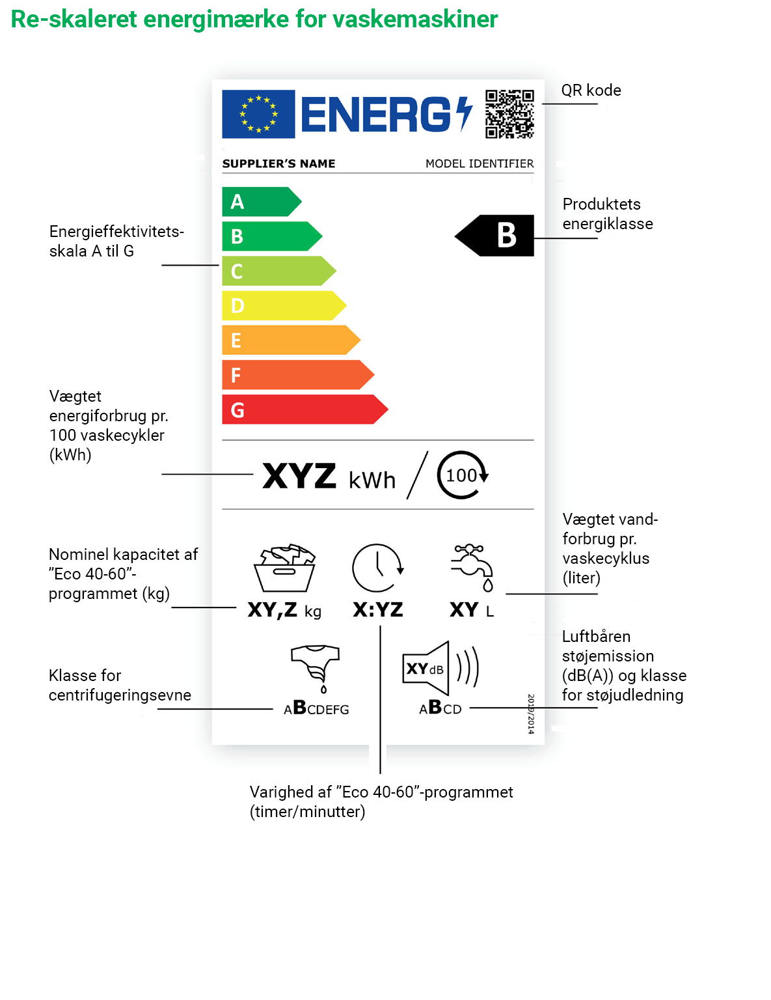 Re-skaleret energimærke for vaskemaskiner
QR kode
ENERG
SUPPLIER'S NAME
MODEL IDENTIFIER
A
B
C
D
E
F
G
B
Produktets
energiklasse
Energieffektivitets-
skala A til G
Vægtet
energiforbrug pr.
100 vaskecykler
(kWh)
XYZ kWh / 100
Vægtet vand-
forbrug pr.
vaskecyklus
(liter)
Nominel kapacitet af
”Eco 40-60”-
programmet (kg)
XY,Z kg
X:YZ
XY L
Luftbåren
støjemission
(dB(A)) og klasse
for støjudledning
Klasse for
centrifugeringsevne
XY dB
ABCDEFG
ABCD
2019/2014
Varighed af ”Eco 40-60”-programmet
(timer/minutter)